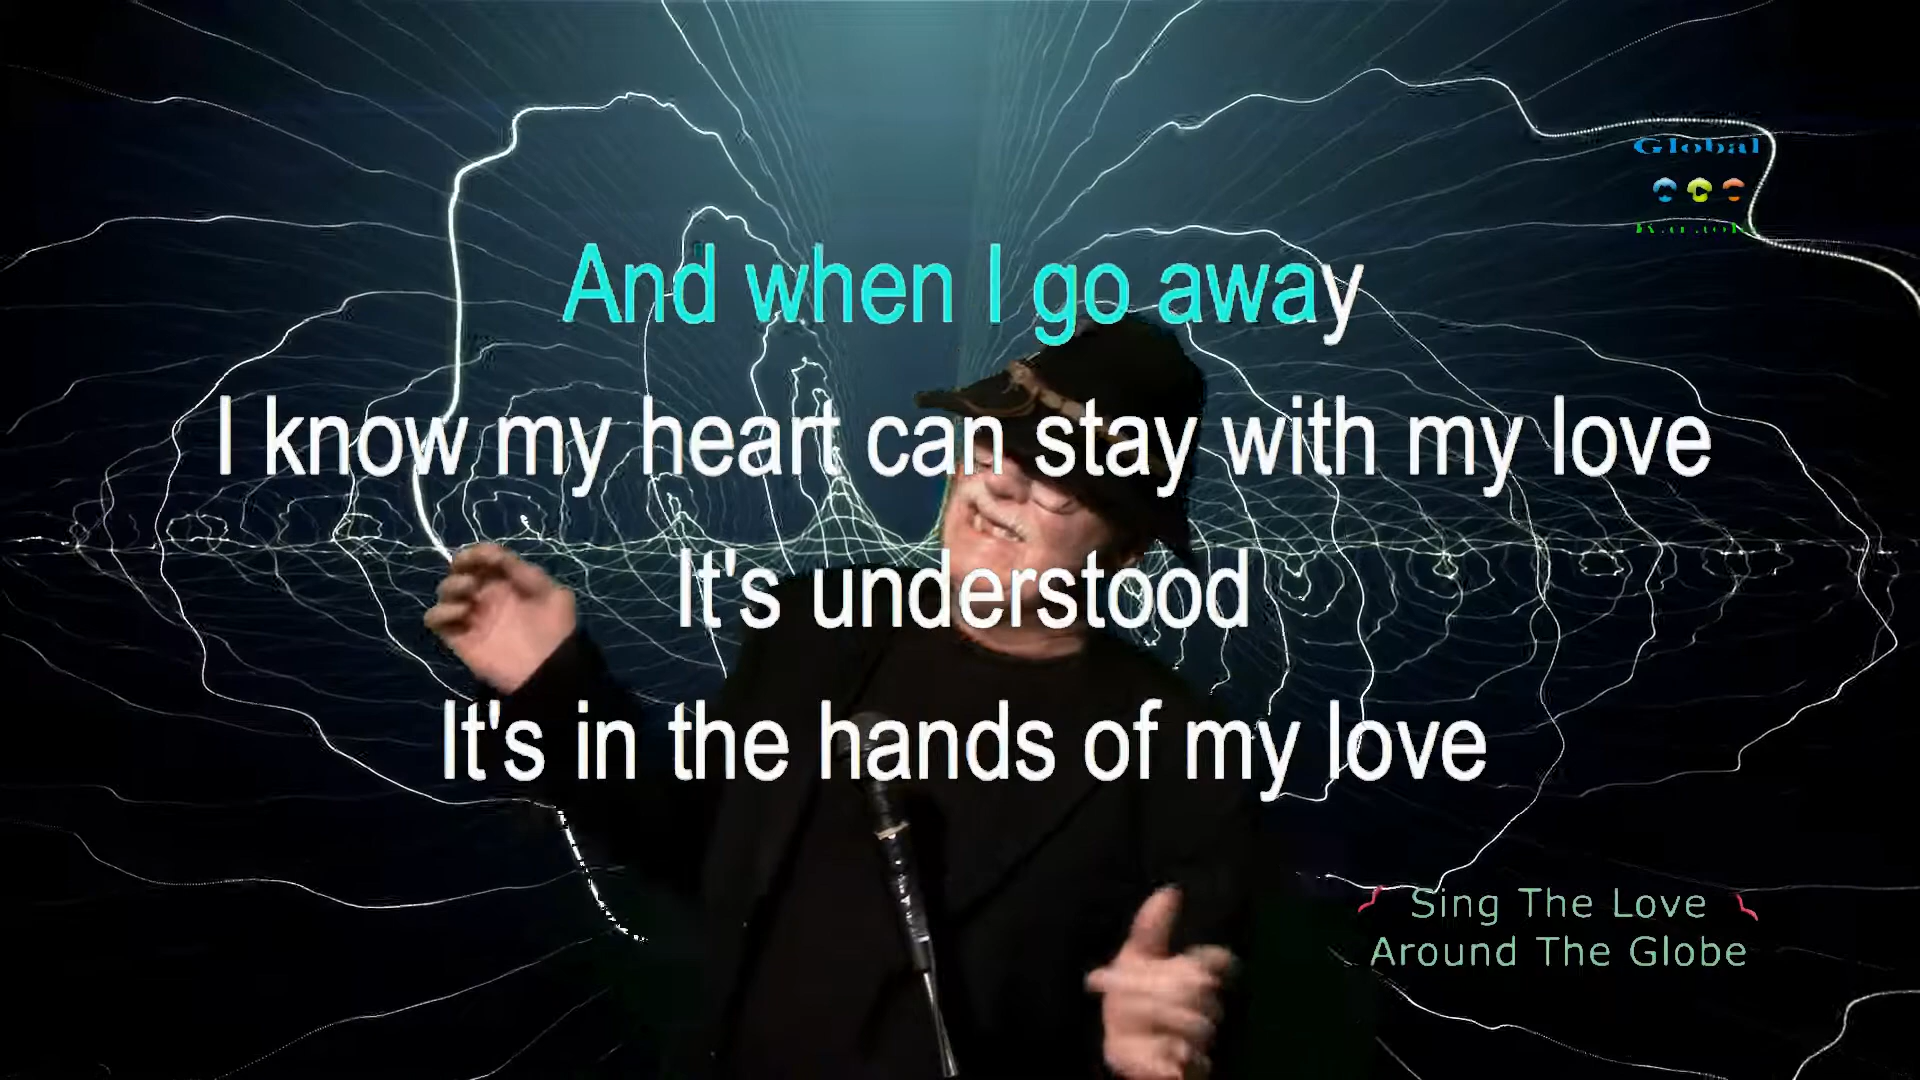 Global
And when I go away
I know my heart can stay with my love
It's understood
It's in the hands of my love
Sing The Love
Around The Globe